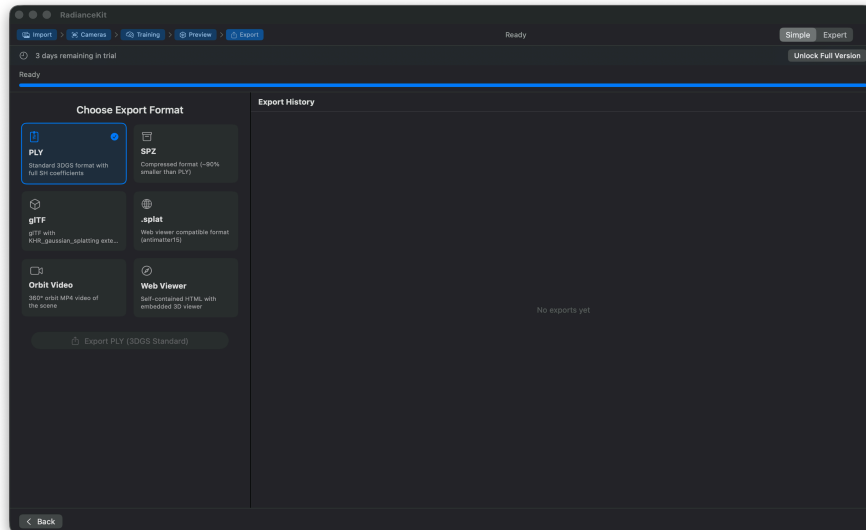 RadianceKit
Import
Cameras
Training
Preview
Export
Ready
Simple
Expert
3 days remaining in trial
Unlock Full Version
Ready
Choose Export Format
PLY
Standard 3DGS format with
full SH coefficients
SPZ
Compressed format (~90%
smaller than PLY)
glTF
glTF with
KHR_gaussian_splatting exte...
.splat
Web viewer compatible format
(antimatter15)
Orbit Video
360° orbit MP4 video of
the scene
Web Viewer
Self-contained HTML with
embedded 3D viewer
Export PLY (3DGS Standard)
Export History
No exports yet
Back